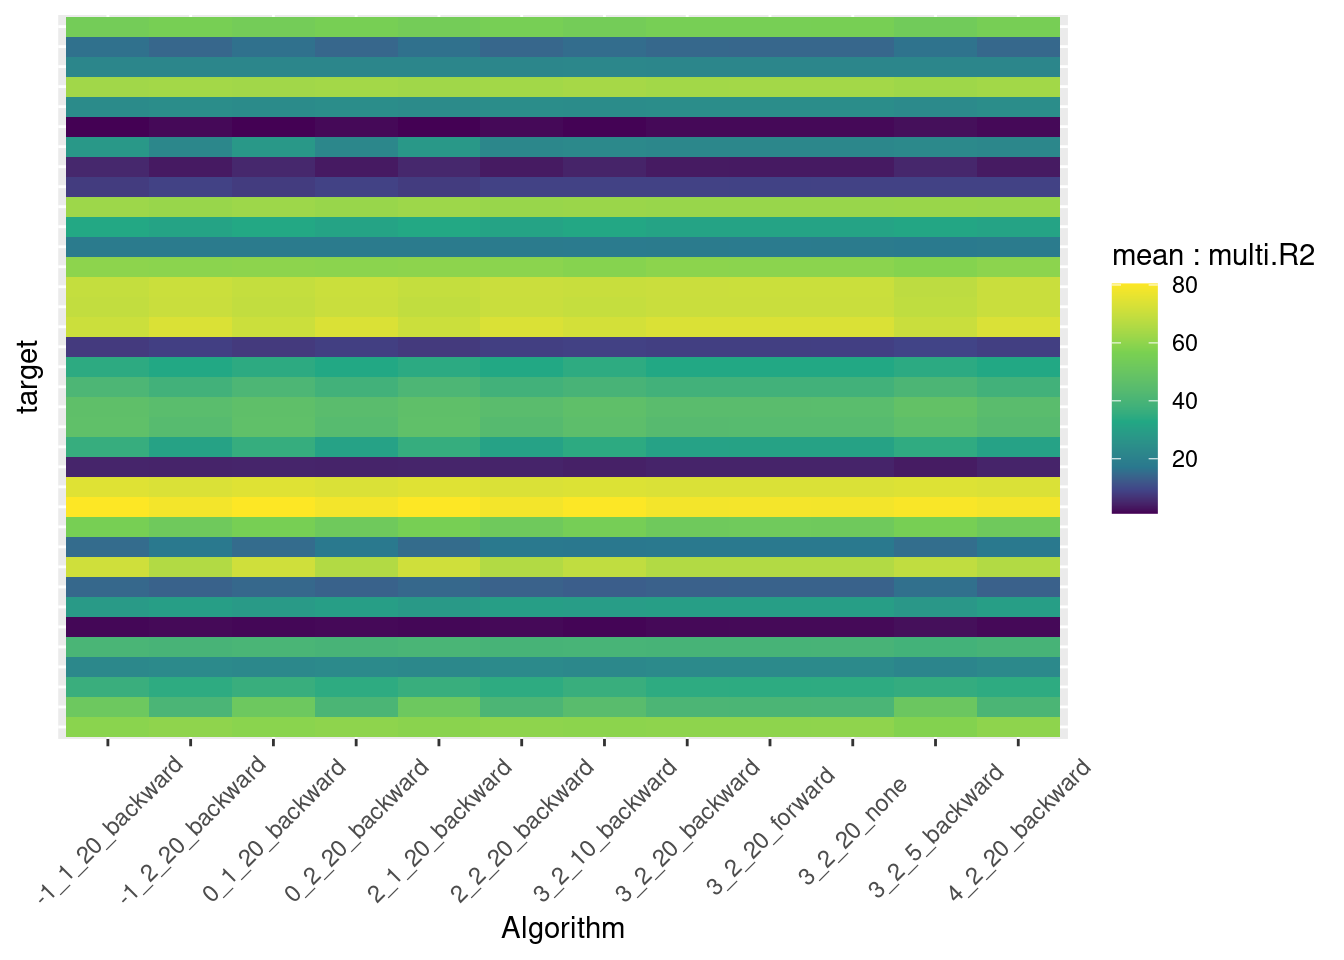 target
mean : multi.R2
80
60
40
20
-1_1_20_backward
-1_2_20_backward
0_1_20_backward
0_2_20_backward
2_1_20_backward
2_2_20_backward
3_2_10_backward
3_2_20_backward
3_2_20_forward
3_2_20_none
3_2_5_backward
4_2_20_backward
Algorithm